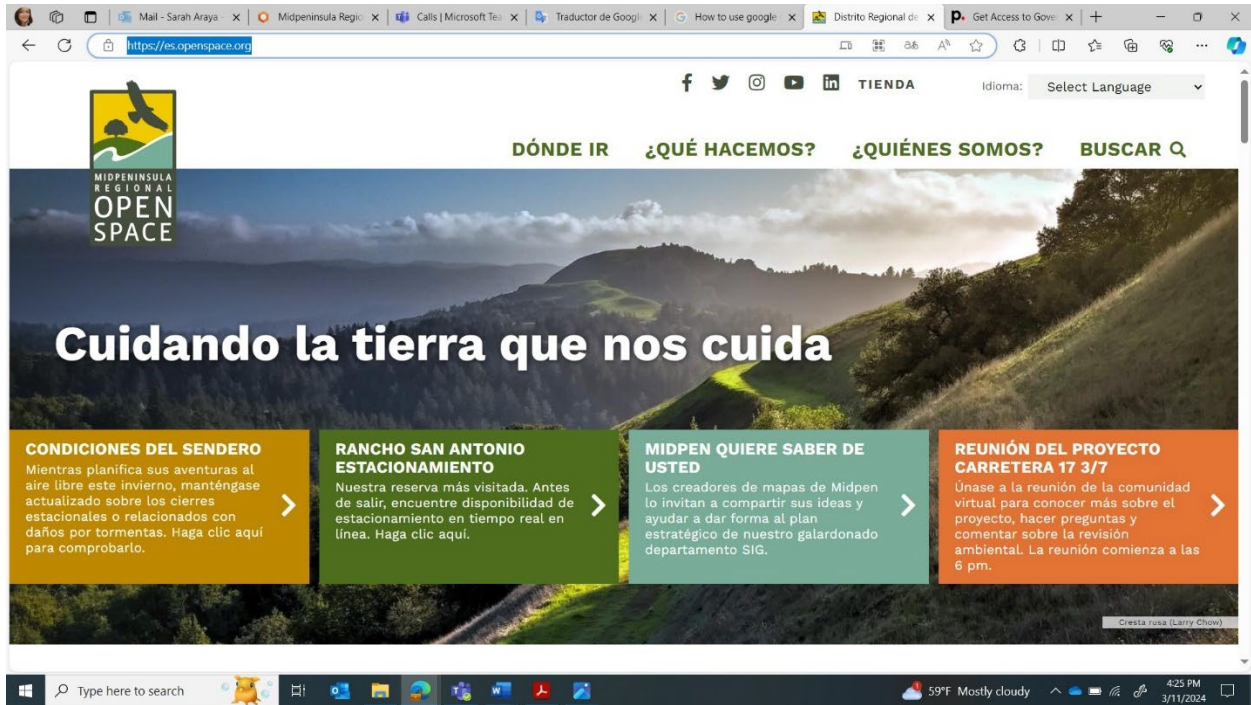 Mail - Sarah Araya -
Midpeninsula Regio
Calls | Microsoft Tea
Traductor de Googl
How to use google
Distrito Regional de
Get Access to Gove
https://es.openspace.org
TIENDA
Idioma:
Select Language
MIDPENINSULA
REGIONAL
OPEN
SPACE
DÓNDE IR
¿QUÉ HACEMOS?
¿QUIÉNES SOMOS?
BUSCAR
Cuidando la tierra que nos cuida
CONDICIONES DEL SENDERO
Mientras planifica sus aventuras al
aire libre este invierno, manténgase
actualizado sobre los cierres
estacionales o relacionados con
daños por tormentas. Haga clic aquí
para comprobarlo.
RANCHO SAN ANTONIO
ESTACIONAMIENTO
Nuestra reserva más visitada. Antes
de salir, encuentre disponibilidad de
estacionamiento en tiempo real en
línea. Haga clic aquí.
MIDPEN QUIERE SABER DE
USTED
Los creadores de mapas de Midpen
lo invitan a compartir sus ideas y
ayudar a dar forma al plan
estratégico de nuestro galardonado
departamento SIG.
REUNIÓN DEL PROYECTO
CARRETERA 17 3/7
Únase a la reunión de la comunidad
virtual para conocer más sobre el
proyecto, hacer preguntas y
comentar sobre la revisión
ambiental. La reunión comienza a las
6 pm.
Cresta rusa (Larry Chow)
Type here to search
59°F Mostly cloudy
4:25 PM
3/11/2024